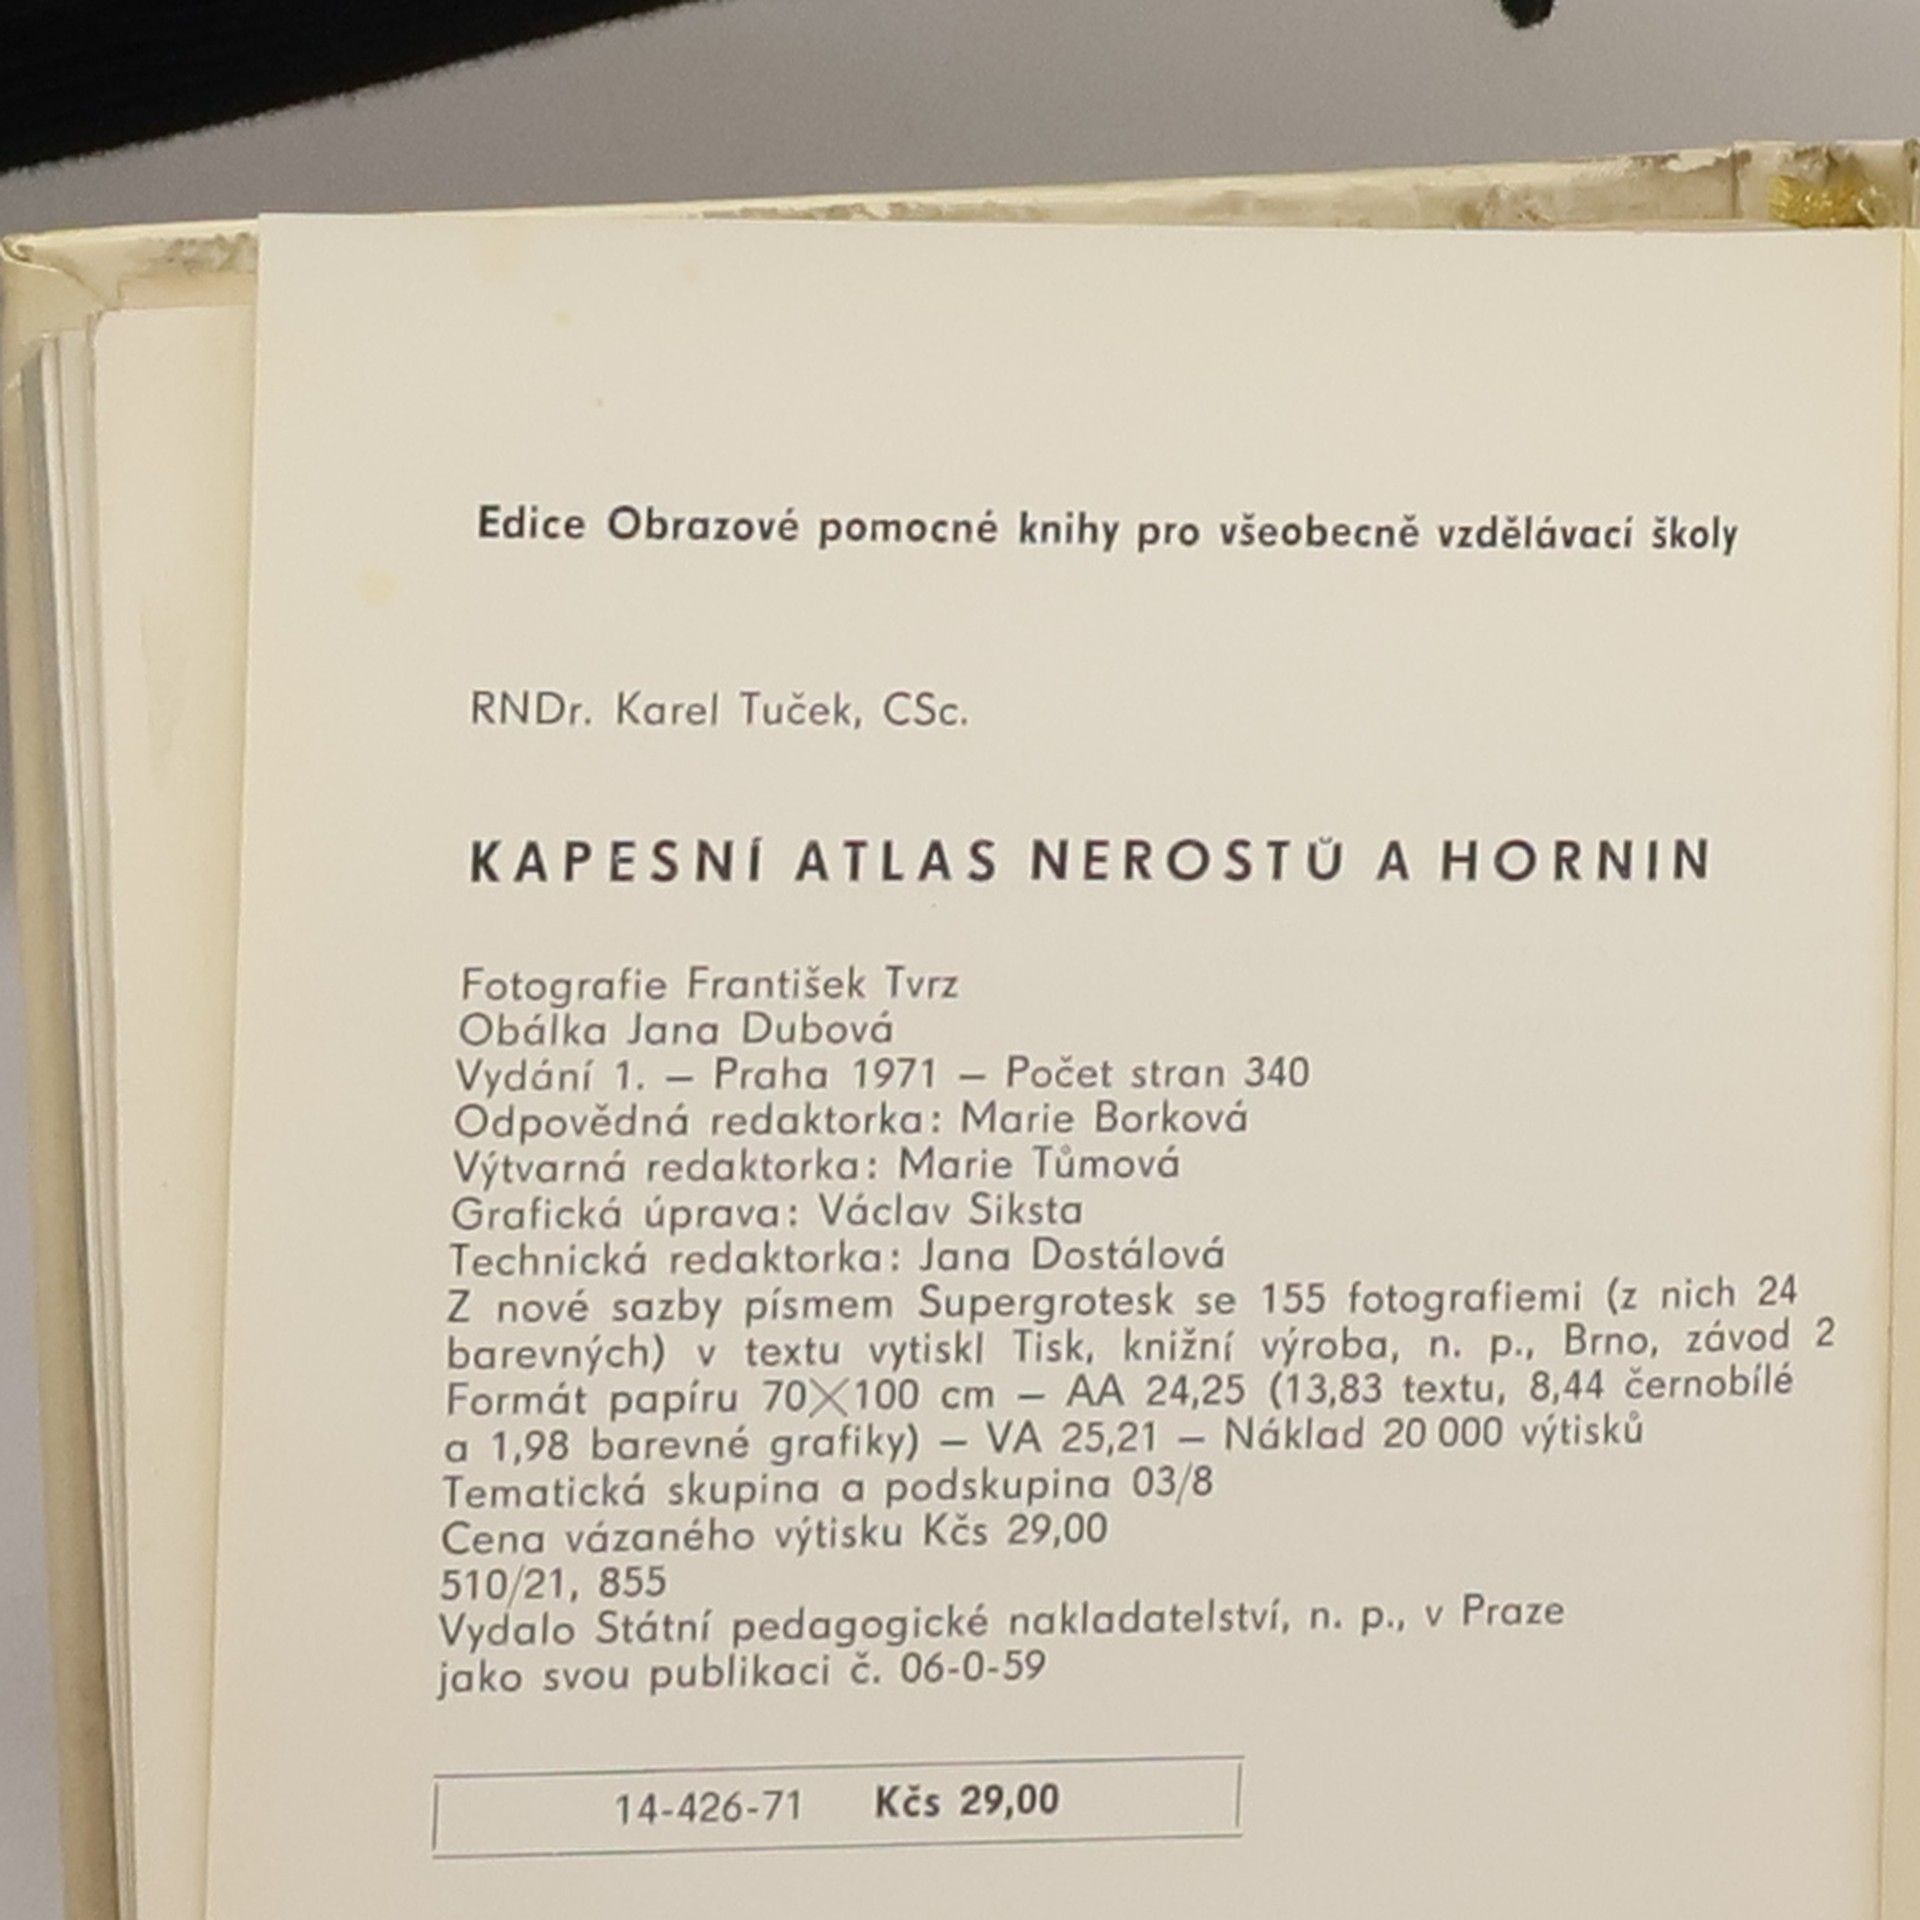 Edice Obrazové pomocné knihy pro všeobecně vzdělávací školy
RNDr. Karel Tuček, CSc.
KAPESNÍ ATLAS NEROSTŮ A HORNIN
Fotografie František Tvrz
Obálka Jana Dubová
Vydání 1. — Praha 1971 — Počet stran 340
Odpovědná redaktorka: Marie Borková
Výtvarná redaktorka: Marie Tůmová
Grafická úprava: Václav Siksta
Technická redaktorka: Jana Dostálová
Z nové sazby písmem Supergrotesk se 155 fotografiemi (z nich 24
barevných) v textu vytiskl Tisk, knižní výroba, n. p., Brno, závod 2
Formát papíru 70×100 cm — AA 24,25 (13,83 textu, 8,44 černobílé
a 1,98 barevné grafiky) — VA 25,21 — Náklad 20 000 výtisků
Tematická skupina a podskupina 03/8
Cena vázaného výtisku Kčs 29,00
510/21, 855
Vydalo Státní pedagogické nakladatelství, n. p., v Praze
jako svou publikaci č. 06-0-59
14-426-71 Kčs 29,00